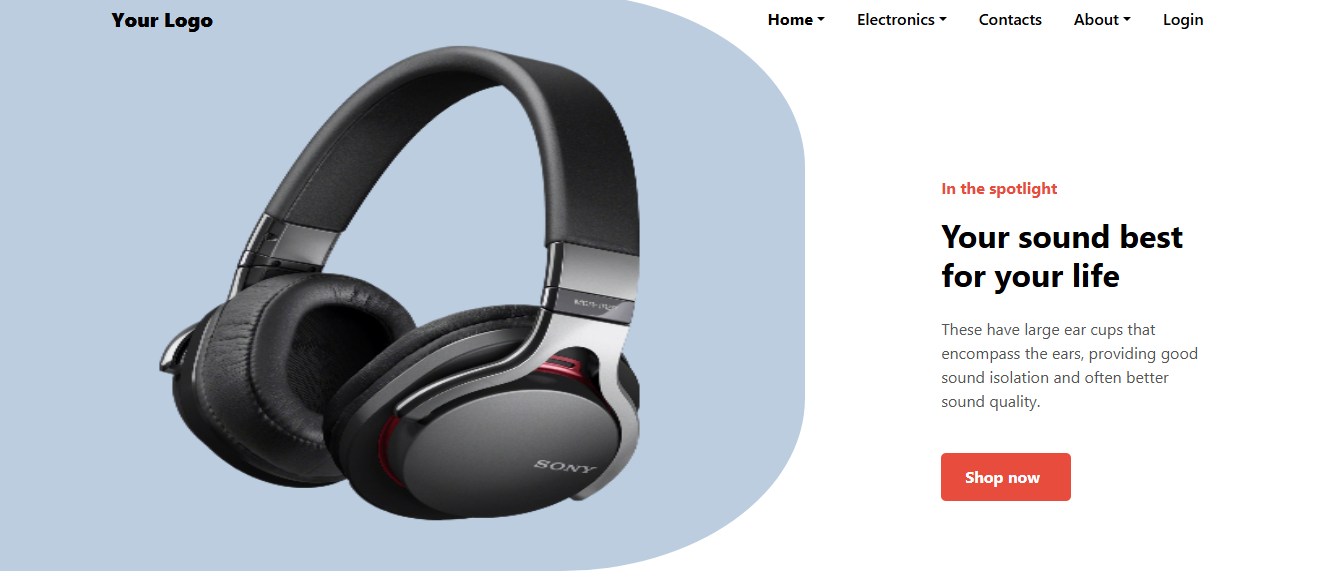 Your Logo
Home
Electronics
Contacts
About
Login
In the spotlight
Your sound best
for your life
These have large ear cups that
encompass the ears, providing good
sound isolation and often better
sound quality.
Shop now
SONY